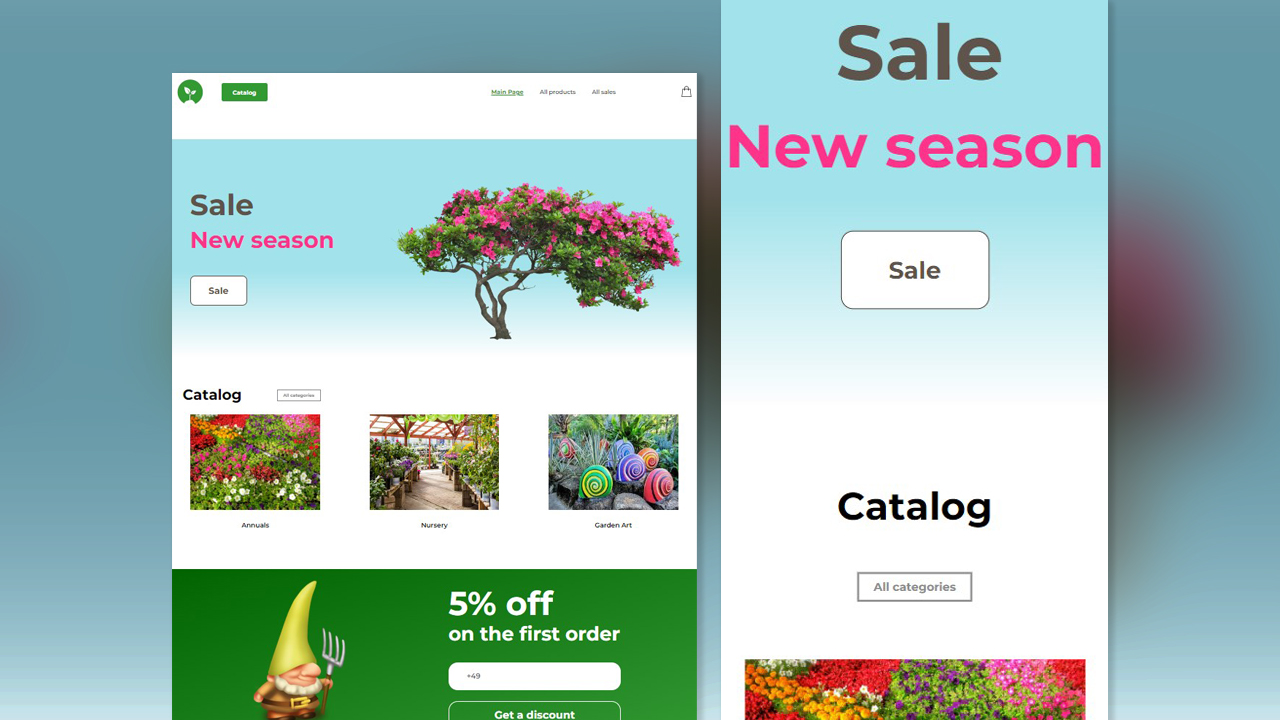 Catalog
Main Page
All products
All sales
Sale
New season
Sale
Catalog
All categories
Annuals
Nursery
Garden Art
5% off
on the first order
+49
Get a discount
Sale
New season
Sale
Catalog
All categories